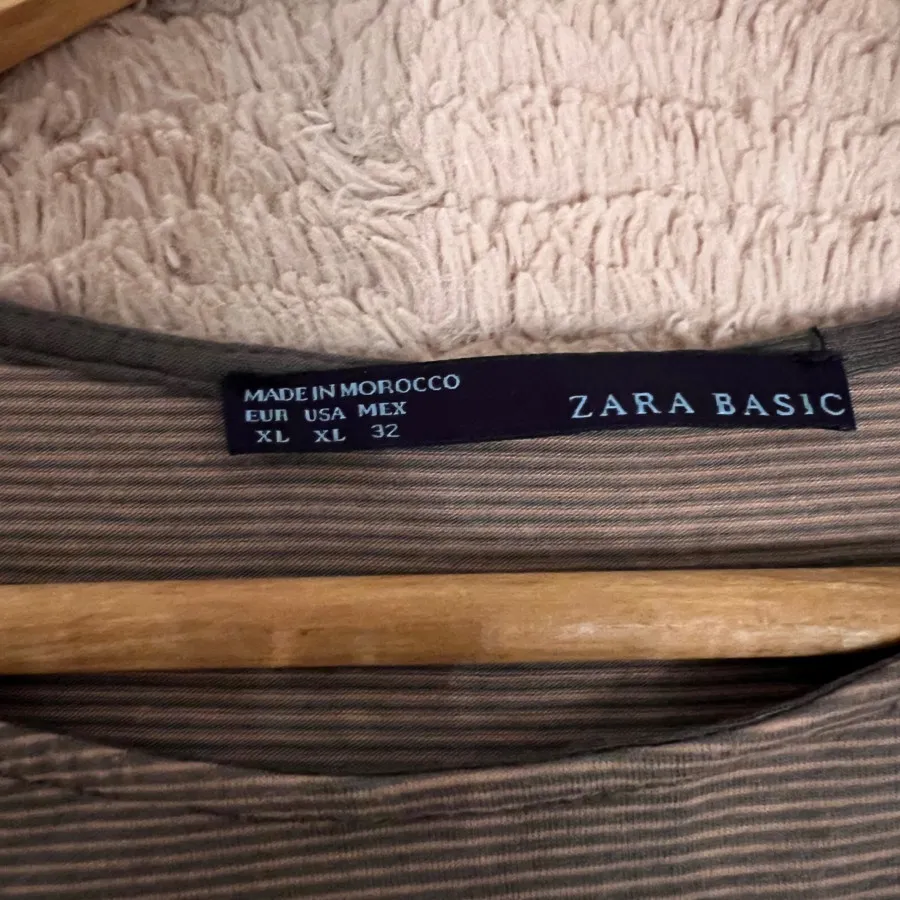 MADE IN MOROCCO
EUR USA MEX
XL XL 32
ZARA BASIC